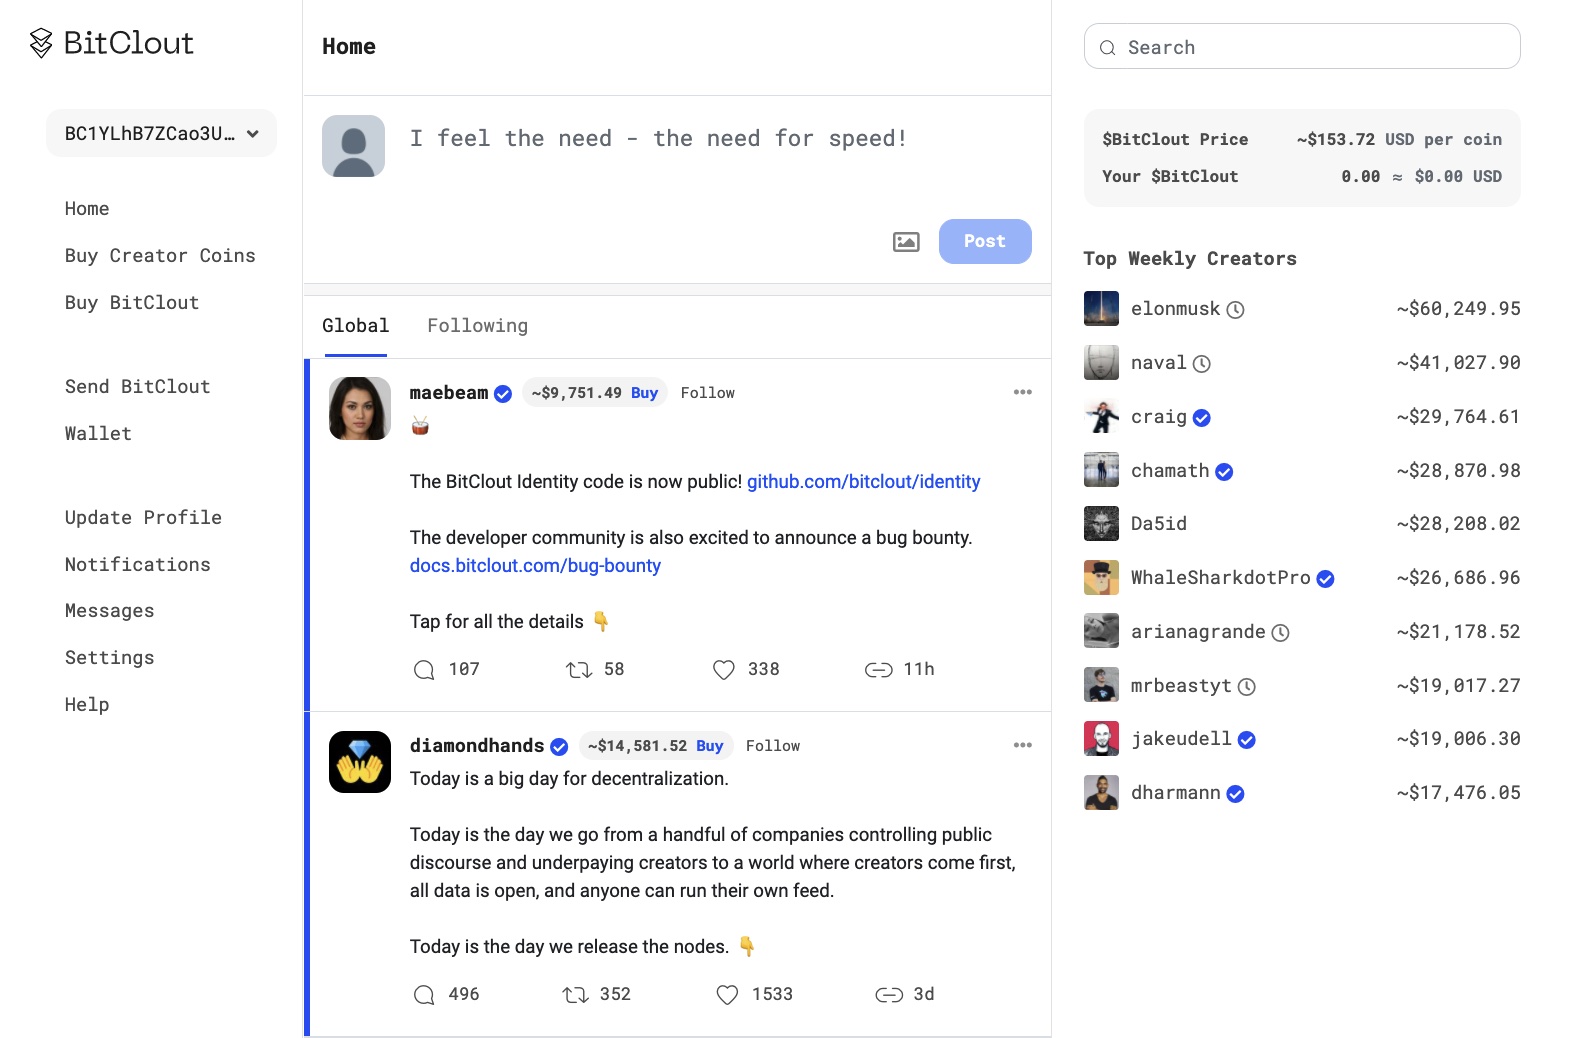 BitClout
BC1YLhB7ZCao3U…
Home
Buy Creator Coins
Buy BitClout
Send BitClout
Wallet
Update Profile
Notifications
Messages
Settings
Help
Home
I feel the need - the need for speed!
Post
Global Following
maebeam ~$9,751.49 Buy Follow
🥁
The BitClout Identity code is now public! github.com/bitclout/identity
The developer community is also excited to announce a bug bounty.
docs.bitclout.com/bug-bounty
Tap for all the details 👇
107 58 338 11h
diamondhands ~$14,581.52 Buy Follow
Today is a big day for decentralization.
Today is the day we go from a handful of companies controlling public
discourse and underpaying creators to a world where creators come first,
all data is open, and anyone can run their own feed.
Today is the day we release the nodes. 👇
496 352 1533 3d
Search
$BitClout Price ~$153.72 USD per coin
Your $BitClout 0.00 ≈ $0.00 USD
Top Weekly Creators
elonmusk ~$60,249.95
naval ~$41,027.90
craig ~$29,764.61
chamath ~$28,870.98
Da5id ~$28,208.02
WhaleSharkdotPro ~$26,686.96
arianagrande ~$21,178.52
mrbeastyt ~$19,017.27
jakeudell ~$19,006.30
dharmann ~$17,476.05